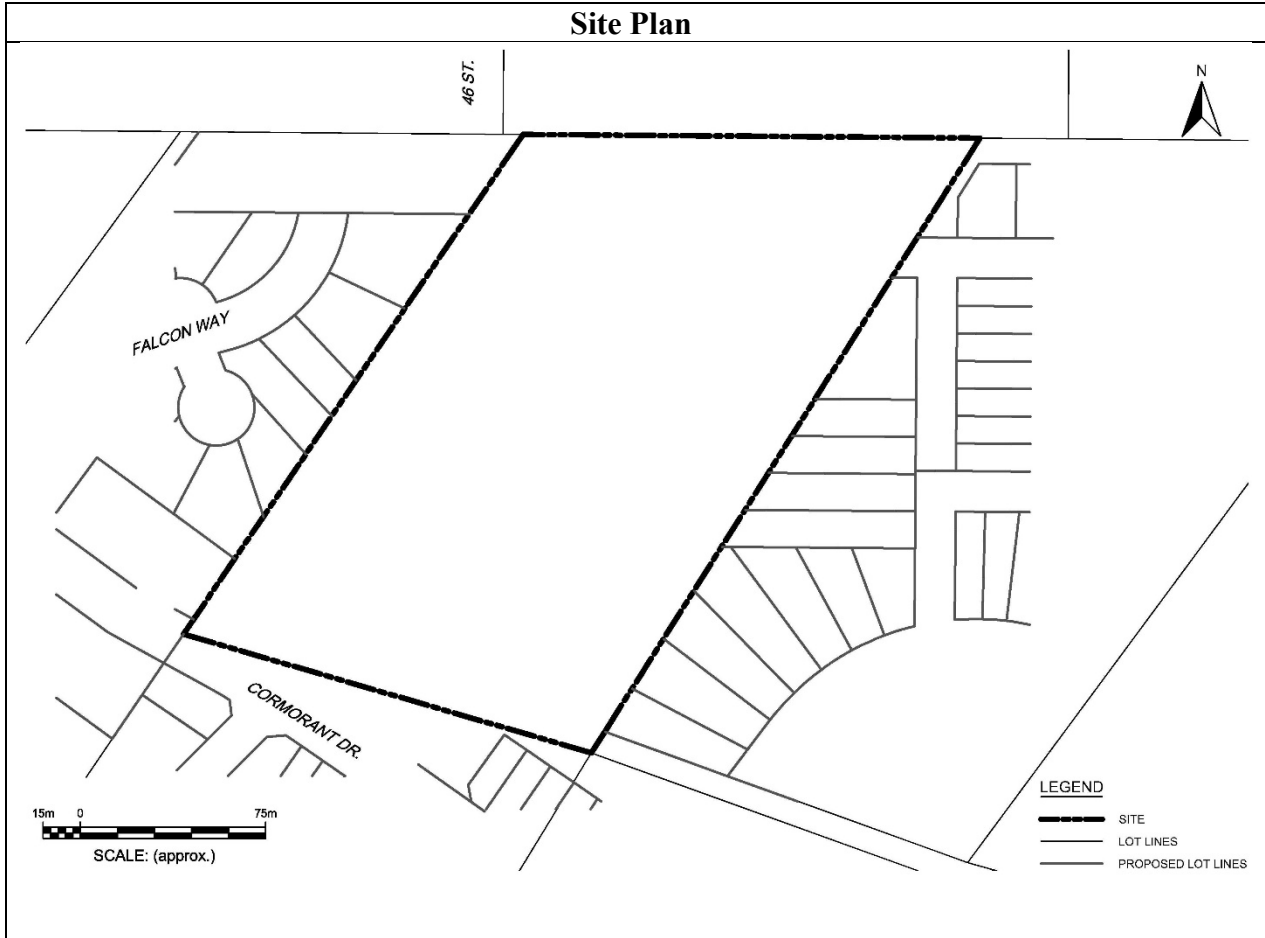 Site Plan
46 ST.
N
FALCON WAY
CORMORANT DR.
15m 0 75m
SCALE: (approx.)
LEGEND
SITE
LOT LINES
PROPOSED LOT LINES